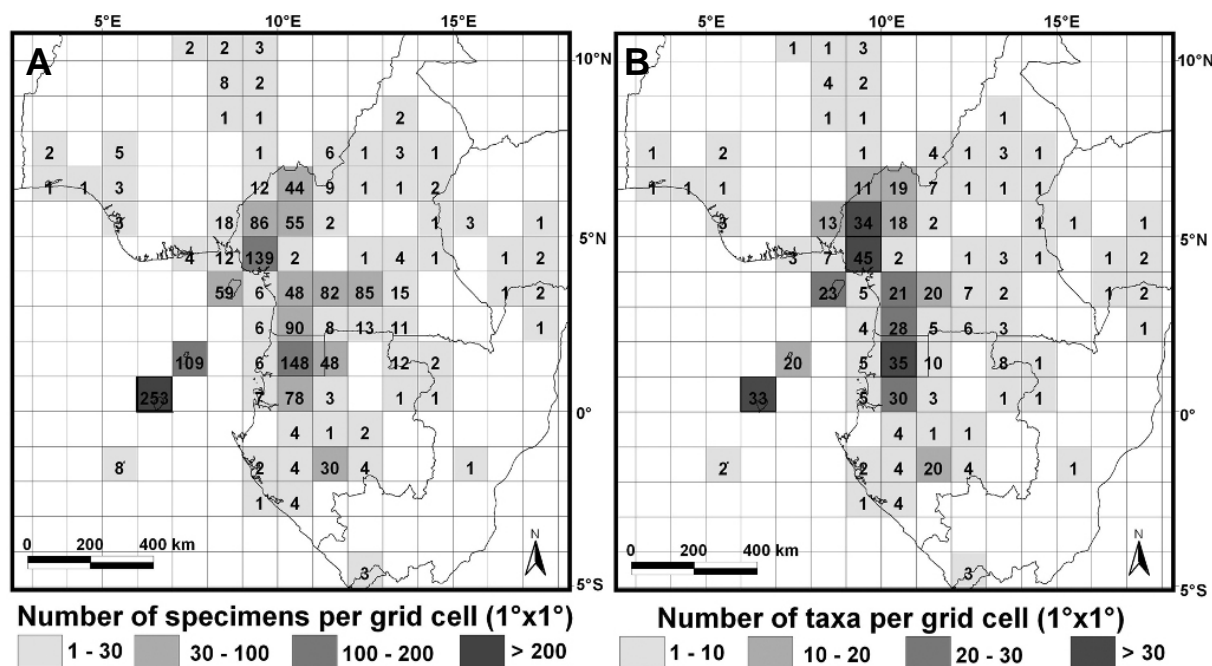 5°E 10°E 15°E
A
2 2 3
10°N
8 2
1 1 2
2 5 1 6 1 3 1
1 1 3 12 44 9 1 1 2
3 18 86 55 2 1 3 1
5°N
4 12 139 2 1 4 1 1 2
59 6 48 82 85 15 1 2
6 90 8 13 11 1
109 6 148 48 12 2
253 7 78 3 1 1
0°
4 1 2
8 2 4 30 4 1
1 4
N
0 200 400 km
3
5°S
Number of specimens per grid cell (1°x1°)
1 - 30 30 - 100 100 - 200 > 200
5°E 10°E 15°E
B
1 1 3
10°N
4 2
1 1 1
1 2 1 4 1 3 1
1 1 1 11 19 7 1 1 1
3 13 34 18 2 1 1 1
5°N
3 7 45 2 1 3 1 1 2
23 5 21 20 7 2 1 2
4 28 5 6 3 1
20 5 35 10 8 1
33 5 30 3 1 1
0°
4 1 1
2 2 4 20 4 1
1 4
N
0 200 400 km
3
5°S
Number of taxa per grid cell (1°x1°)
1 - 10 10 - 20 20 - 30 > 30